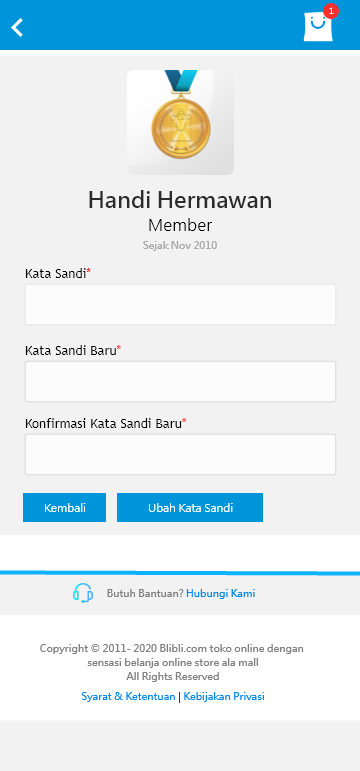 1
Handi Hermawan
Member
Sejak Nov 2010
Kata Sandi*
Kata Sandi Baru*
Konfirmasi Kata Sandi Baru*
Kembali
Ubah Kata Sandi
Butuh Bantuan? Hubungi Kami
Copyright © 2011- 2020 Blibli.com toko online dengan
sensasi belanja online store ala mall
All Rights Reserved
Syarat & Ketentuan | Kebijakan Privasi